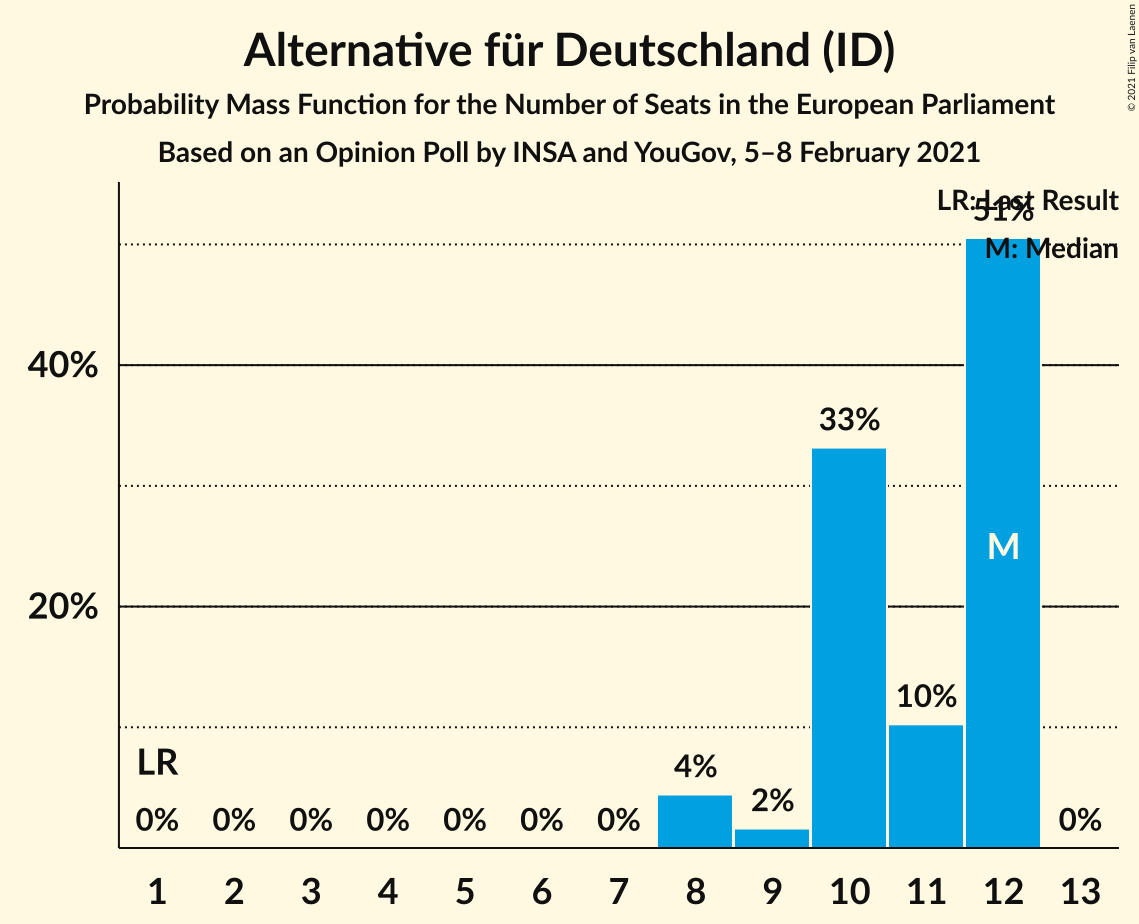 Alternative für Deutschland (ID)
Probability Mass Function for the Number of Seats in the European Parliament
Based on an Opinion Poll by INSA and YouGov, 5–8 February 2021
© 2021 Filip van Laenen
LR: Last Result
51%
M: Median
40%
33%
M
20%
10%
LR
4%
2%
0% 0% 0% 0% 0% 0% 0% 0%
1 2 3 4 5 6 7 8 9 10 11 12 13